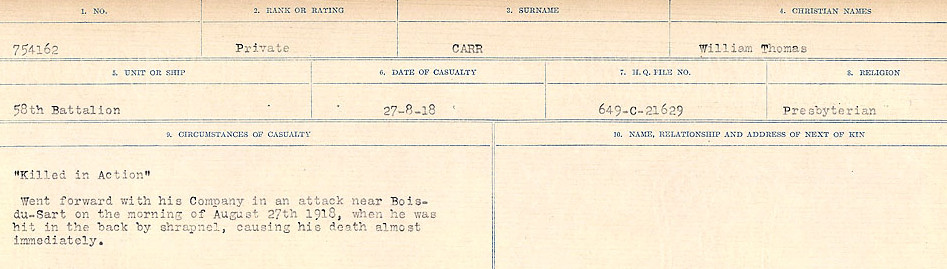 1. NO. 2. RANK OR RATING 3. SURNAME 4. CHRISTIAN NAMES
754162 Private CARR William Thomas
5. UNIT OR SHIP 6. DATE OF CASUALTY 7. H. Q. FILE NO. 8. RELIGION
58th Battalion 27-8-18 649-C-21629 Presbyterian
9. CIRCUMSTANCES OF CASUALTY 10. NAME, RELATIONSHIP AND ADDRESS OF NEXT OF KIN
"Killed in Action"
Went forward with his Company in an attack near Bois-
du-Sart on the morning of August 27th 1918, when he was
hit in the back by shrapnel, causing his death almost
immediately.